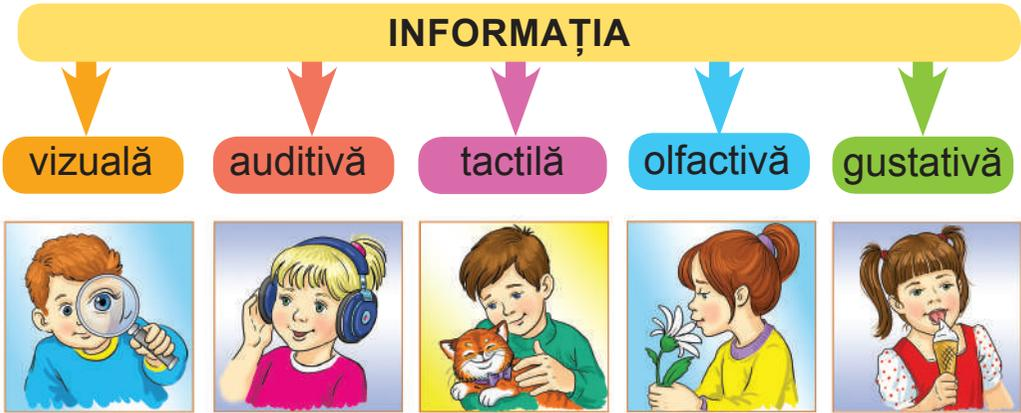 INFORMAȚIA
vizuală
auditivă
tactilă
olfactivă
gustativă